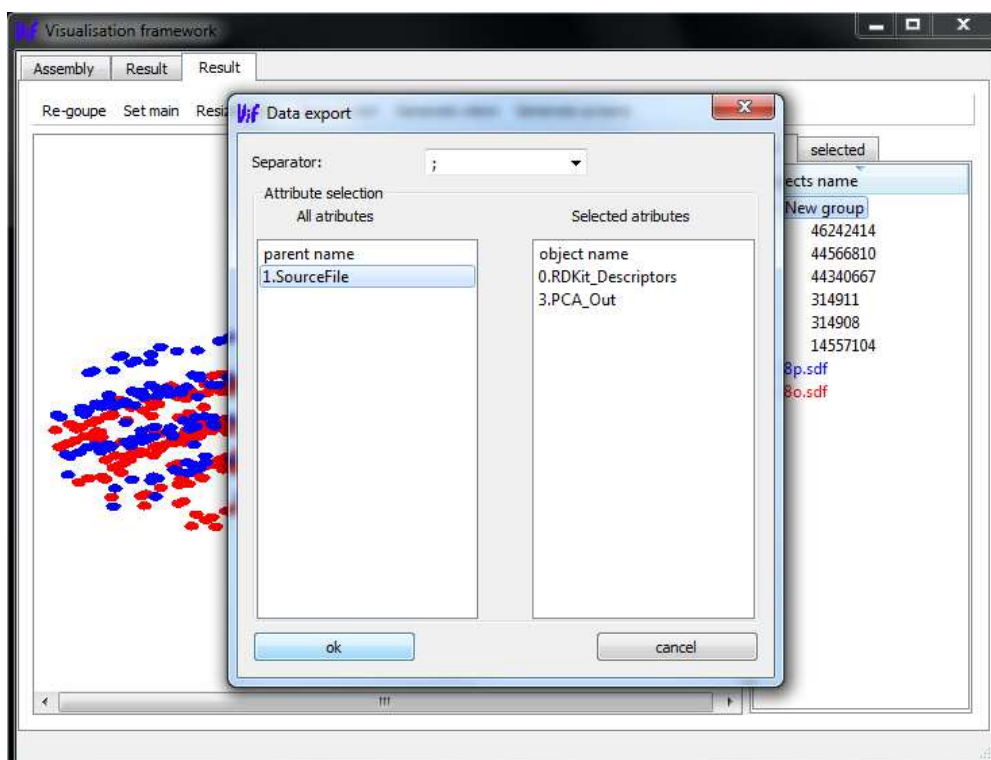 Vif Visualisation framework
Assembly Result Result
Re-goupe Set main
Vif Data export
Separator: ;
Attribute selection
All atributes Selected atributes
parent name
1.SourceFile
object name
0.RDKit_Descriptors
3.PCA_Out
ok cancel
selected
ects name
New group
46242414
44566810
44340667
314911
314908
14557104
8p.sdf
8o.sdf